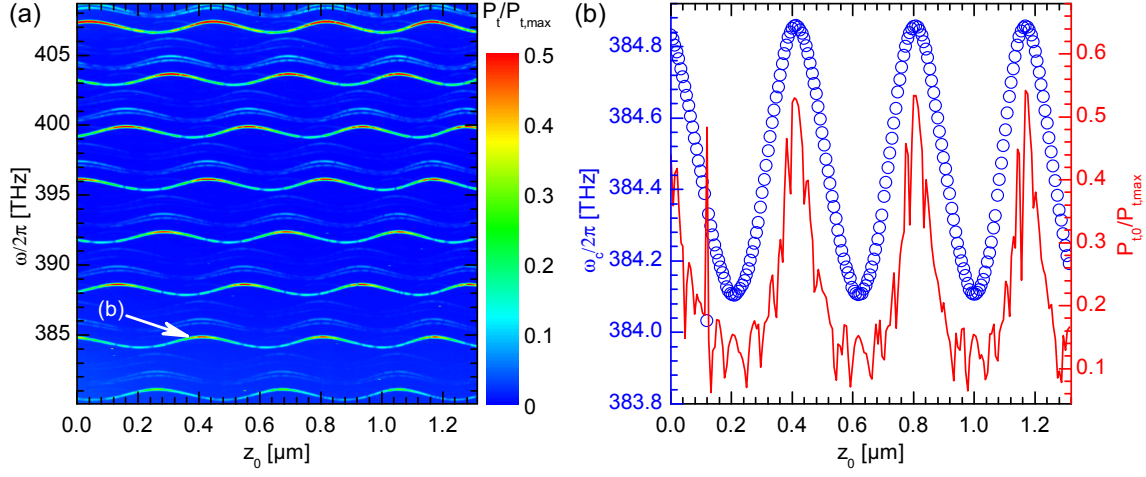 (a)
P_t/P_t,max
405
400
395
390
385
ω/2π [THz]
0.5
0.4
0.3
0.2
0.1
0
(b)
0.0 0.2 0.4 0.6 0.8 1.0 1.2
z_0 [µm]
(b)
384.8
384.6
384.4
384.2
384.0
383.8
ω_c/2π [THz]
0.6
0.5
0.4
0.3
0.2
0.1
P_t,0/P_t,max
0.0 0.2 0.4 0.6 0.8 1.0 1.2
z_0 [µm]